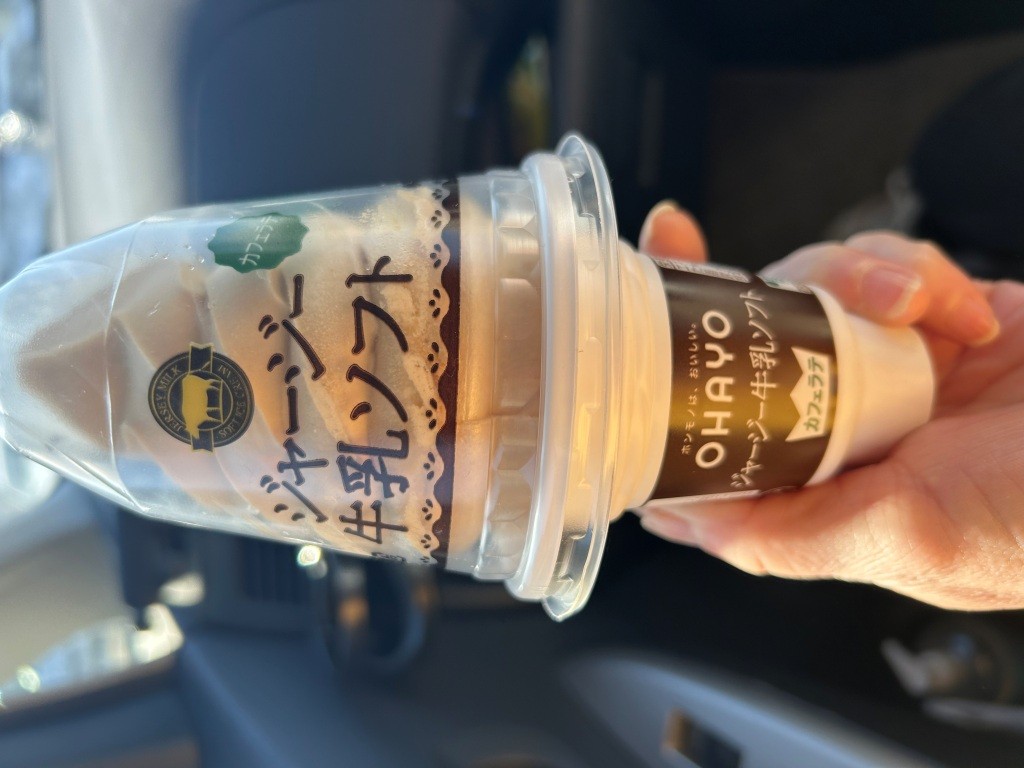 カフェラテ
JERSEY MILK
ジャージー
牛乳ソフト
ホンモノは、おいしい。
OHAYO
ジャージー牛乳ソフト
カフェラテ